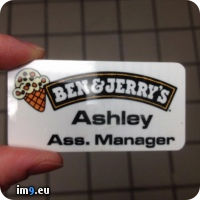 BEN & JERRY'S
Ashley
Ass. Manager
im9.eu